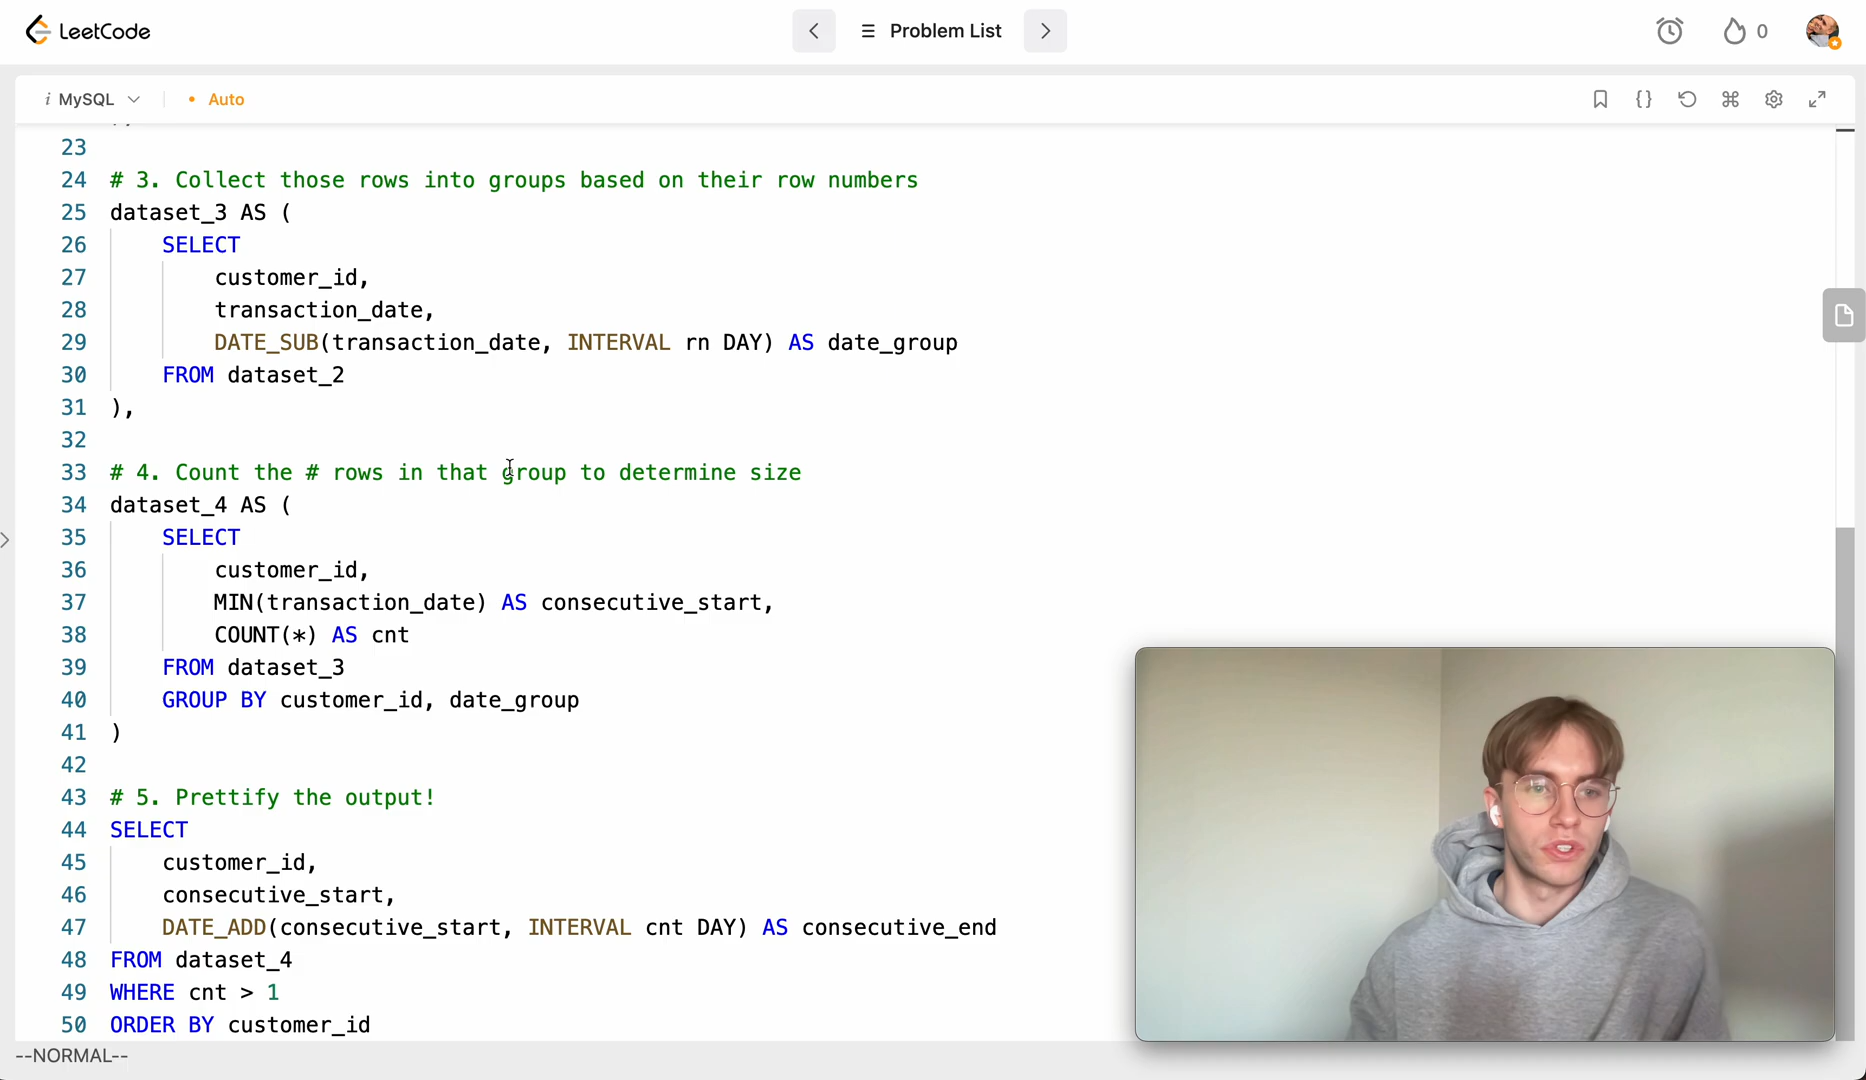 LeetCode
Problem List
0
i MySQL
• Auto
23
24 # 3. Collect those rows into groups based on their row numbers
25 dataset_3 AS (
26 SELECT
27 customer_id,
28 transaction_date,
29 DATE_SUB(transaction_date, INTERVAL rn DAY) AS date_group
30 FROM dataset_2
31 ),
32
33 # 4. Count the # rows in that group to determine size
34 dataset_4 AS (
35 SELECT
36 customer_id,
37 MIN(transaction_date) AS consecutive_start,
38 COUNT(*) AS cnt
39 FROM dataset_3
40 GROUP BY customer_id, date_group
41 )
42
43 # 5. Prettify the output!
44 SELECT
45 customer_id,
46 consecutive_start,
47 DATE_ADD(consecutive_start, INTERVAL cnt DAY) AS consecutive_end
48 FROM dataset_4
49 WHERE cnt > 1
50 ORDER BY customer_id
--NORMAL--